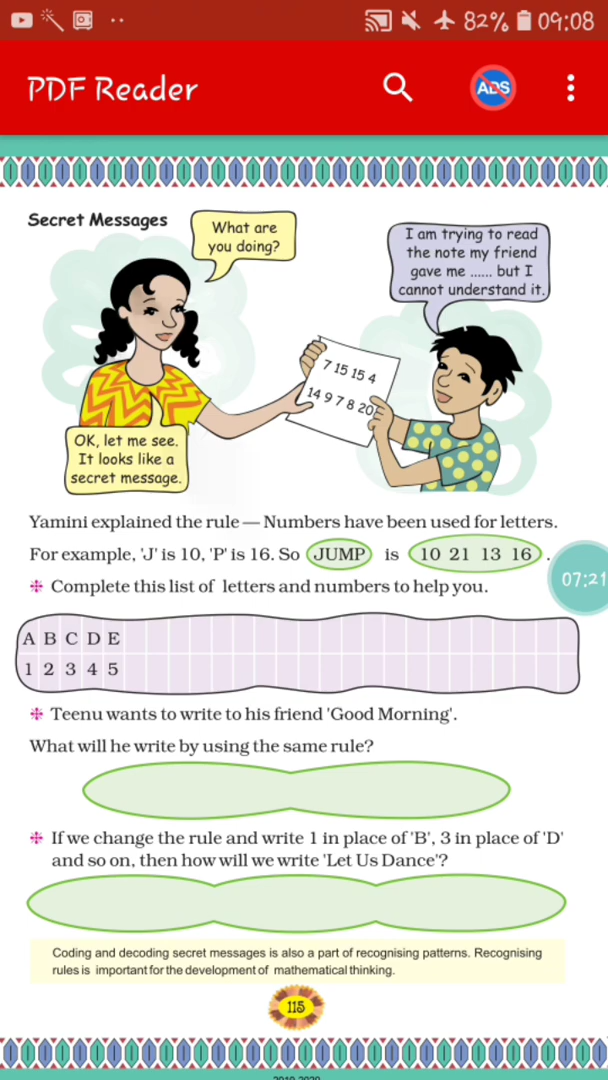 82% 09:08
PDF Reader
ADS
Secret Messages
What are
you doing?
I am trying to read
the note my friend
gave me ...... but I
cannot understand it.
7 15 15 4
14 9 7 8 20
OK, let me see.
It looks like a
secret message.
Yamini explained the rule — Numbers have been used for letters.
For example, 'J' is 10, 'P' is 16. So JUMP is 10 21 13 16 .
07:21
Complete this list of letters and numbers to help you.
A B C D E
1 2 3 4 5
Teenu wants to write to his friend 'Good Morning'.
What will he write by using the same rule?
If we change the rule and write 1 in place of 'B', 3 in place of 'D'
and so on, then how will we write 'Let Us Dance'?
Coding and decoding secret messages is also a part of recognising patterns. Recognising
rules is important for the development of mathematical thinking.
115
2019-2020